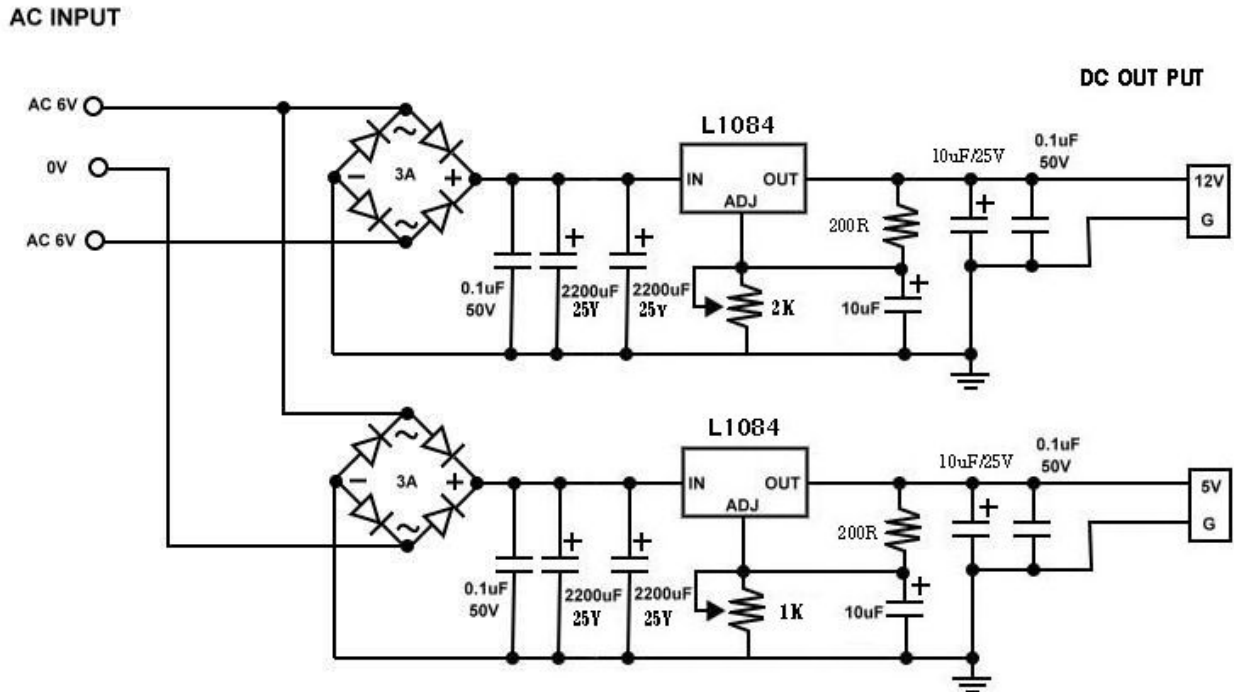 AC INPUT
DC OUT PUT
AC 6V
0V
AC 6V
3A
~
~
−
+
L1084
IN
OUT
ADJ
0.1uF
50V
+
2200uF
25V
+
2200uF
25v
2K
200R
+
10uF
10uF/25V
+
0.1uF
50V
12V
G
3A
~
~
−
+
L1084
IN
OUT
ADJ
0.1uF
50V
+
2200uF
25V
+
2200uF
25V
1K
200R
+
10uF
10uF/25V
+
0.1uF
50V
5V
G